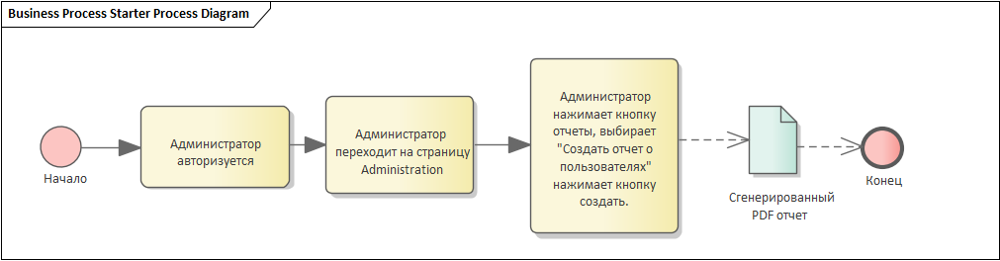 Business Process Starter Process Diagram
Начало
Администратор
авторизуется
Администратор
переходит на страницу
Administration
Администратор
нажимает кнопку
отчеты, выбирает
"Создать отчет о
пользователях"
нажимает кнопку
создать.
Сгенерированный
PDF отчет
Конец